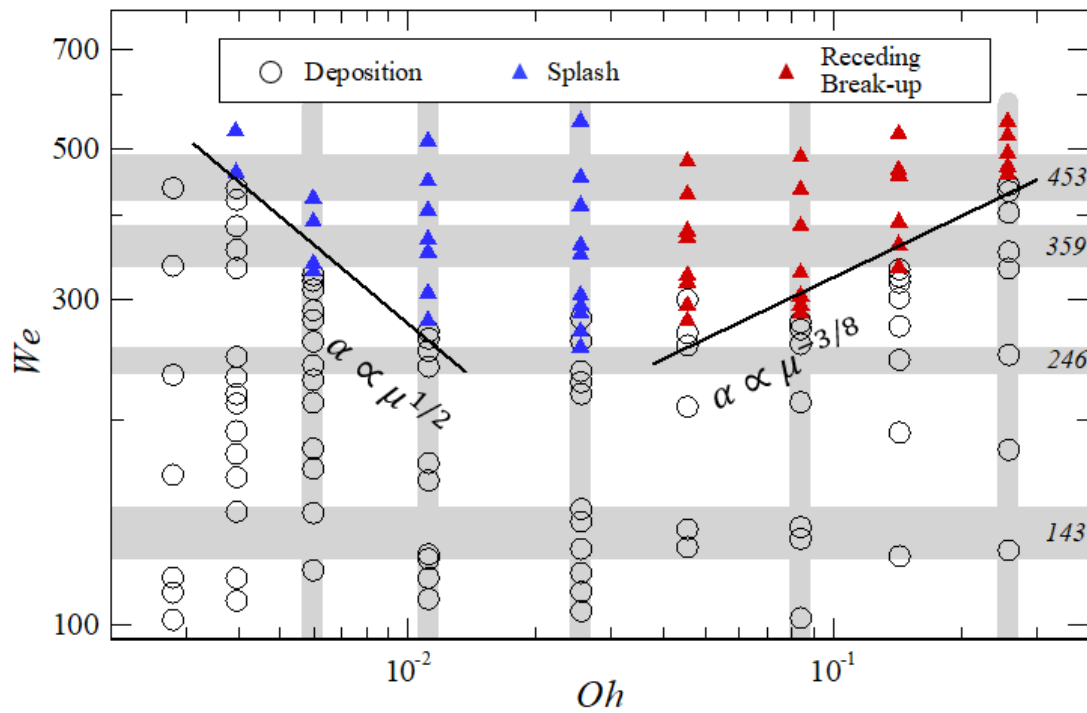 700
500
300
100
We
Deposition
Splash
Receding
Break-up
453
359
246
143
α ∝ μ^1/2
α ∝ μ^-3/8
10^-2
10^-1
Oh